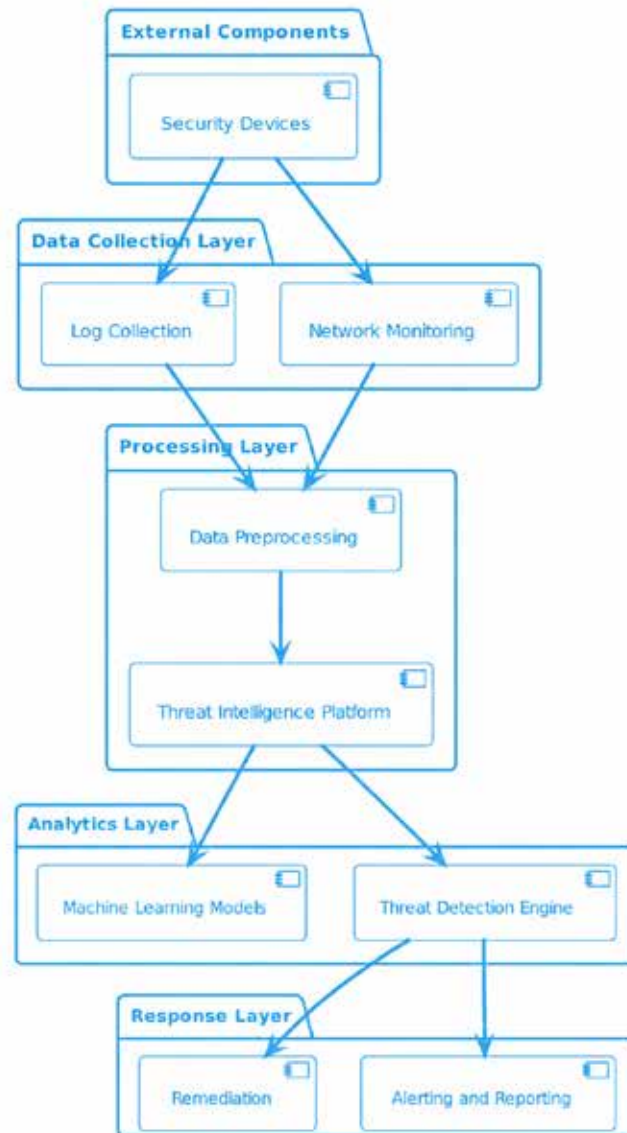 External Components
Security Devices
Data Collection Layer
Log Collection
Network Monitoring
Processing Layer
Data Preprocessing
Threat Intelligence Platform
Analytics Layer
Machine Learning Models
Threat Detection Engine
Response Layer
Remediation
Alerting and Reporting